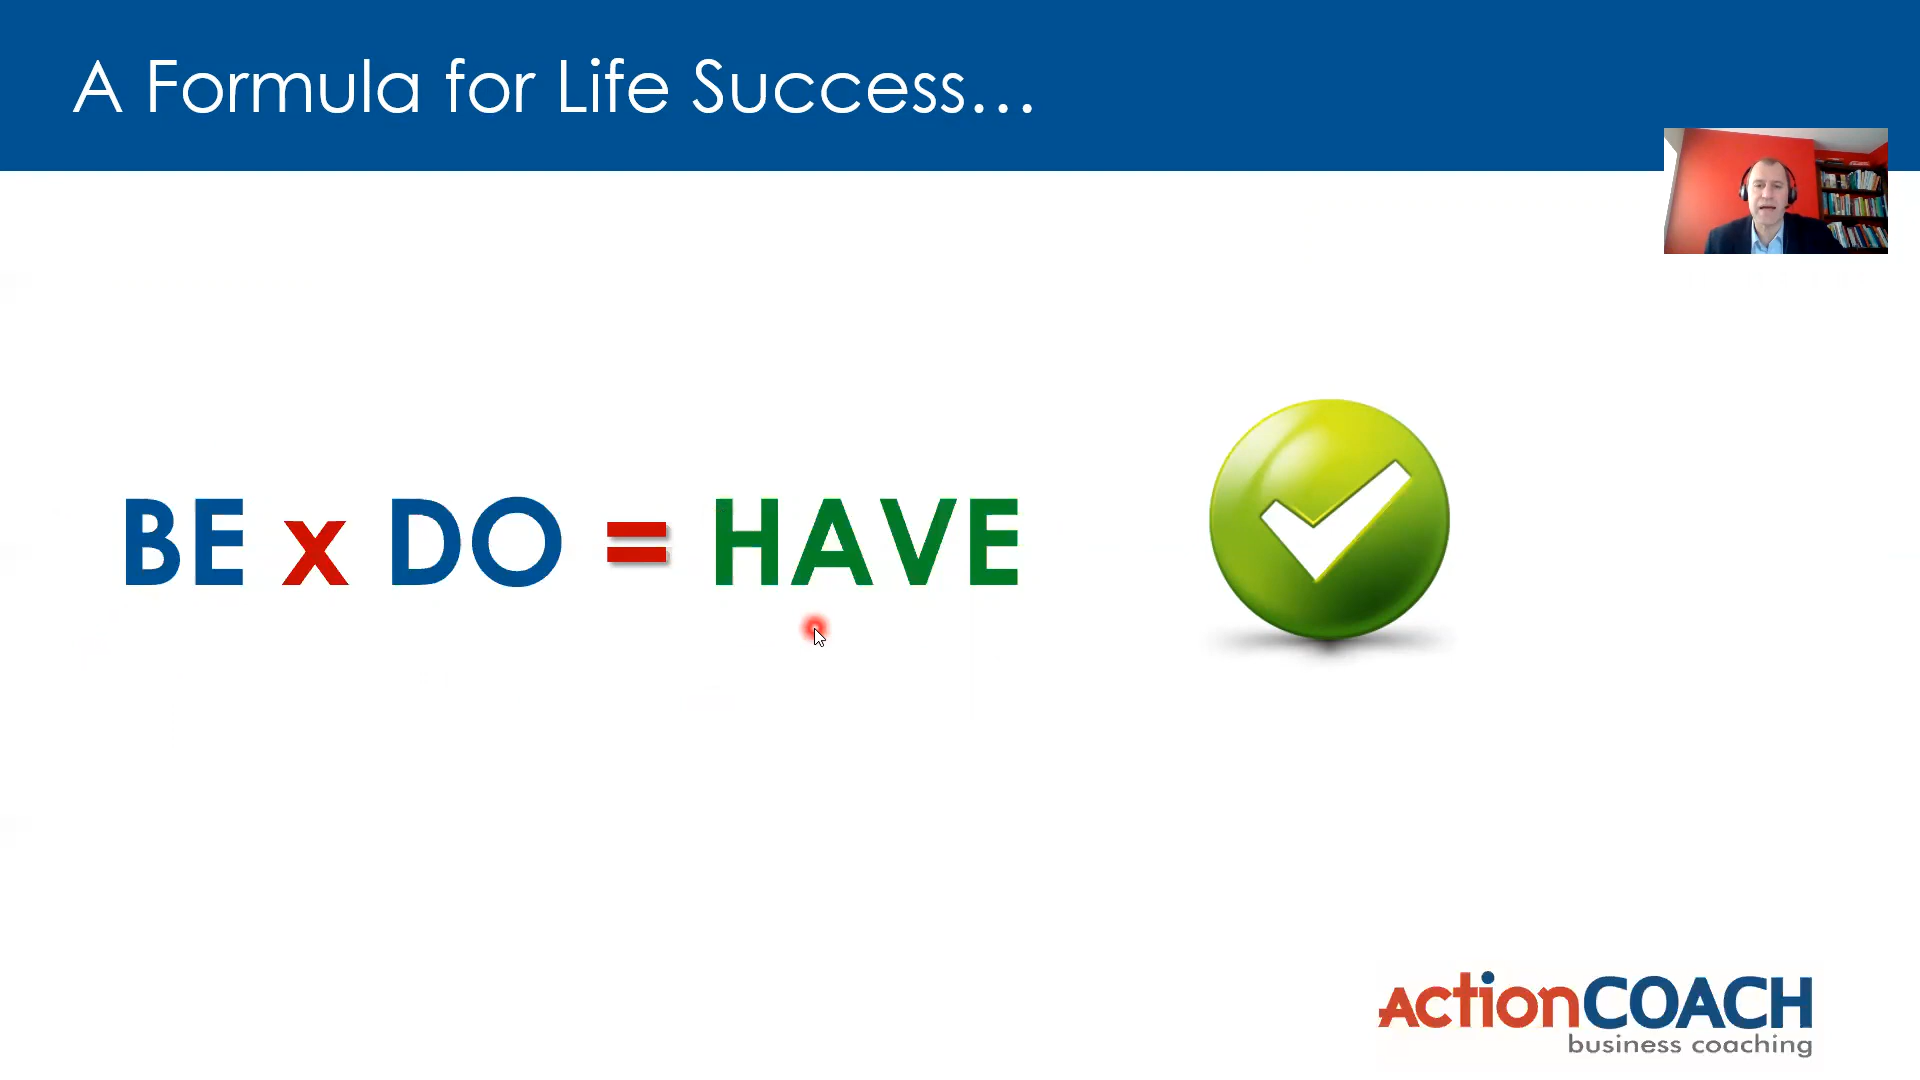 A Formula for Life Success...
BE x DO = HAVE
ActionCOACH
business coaching